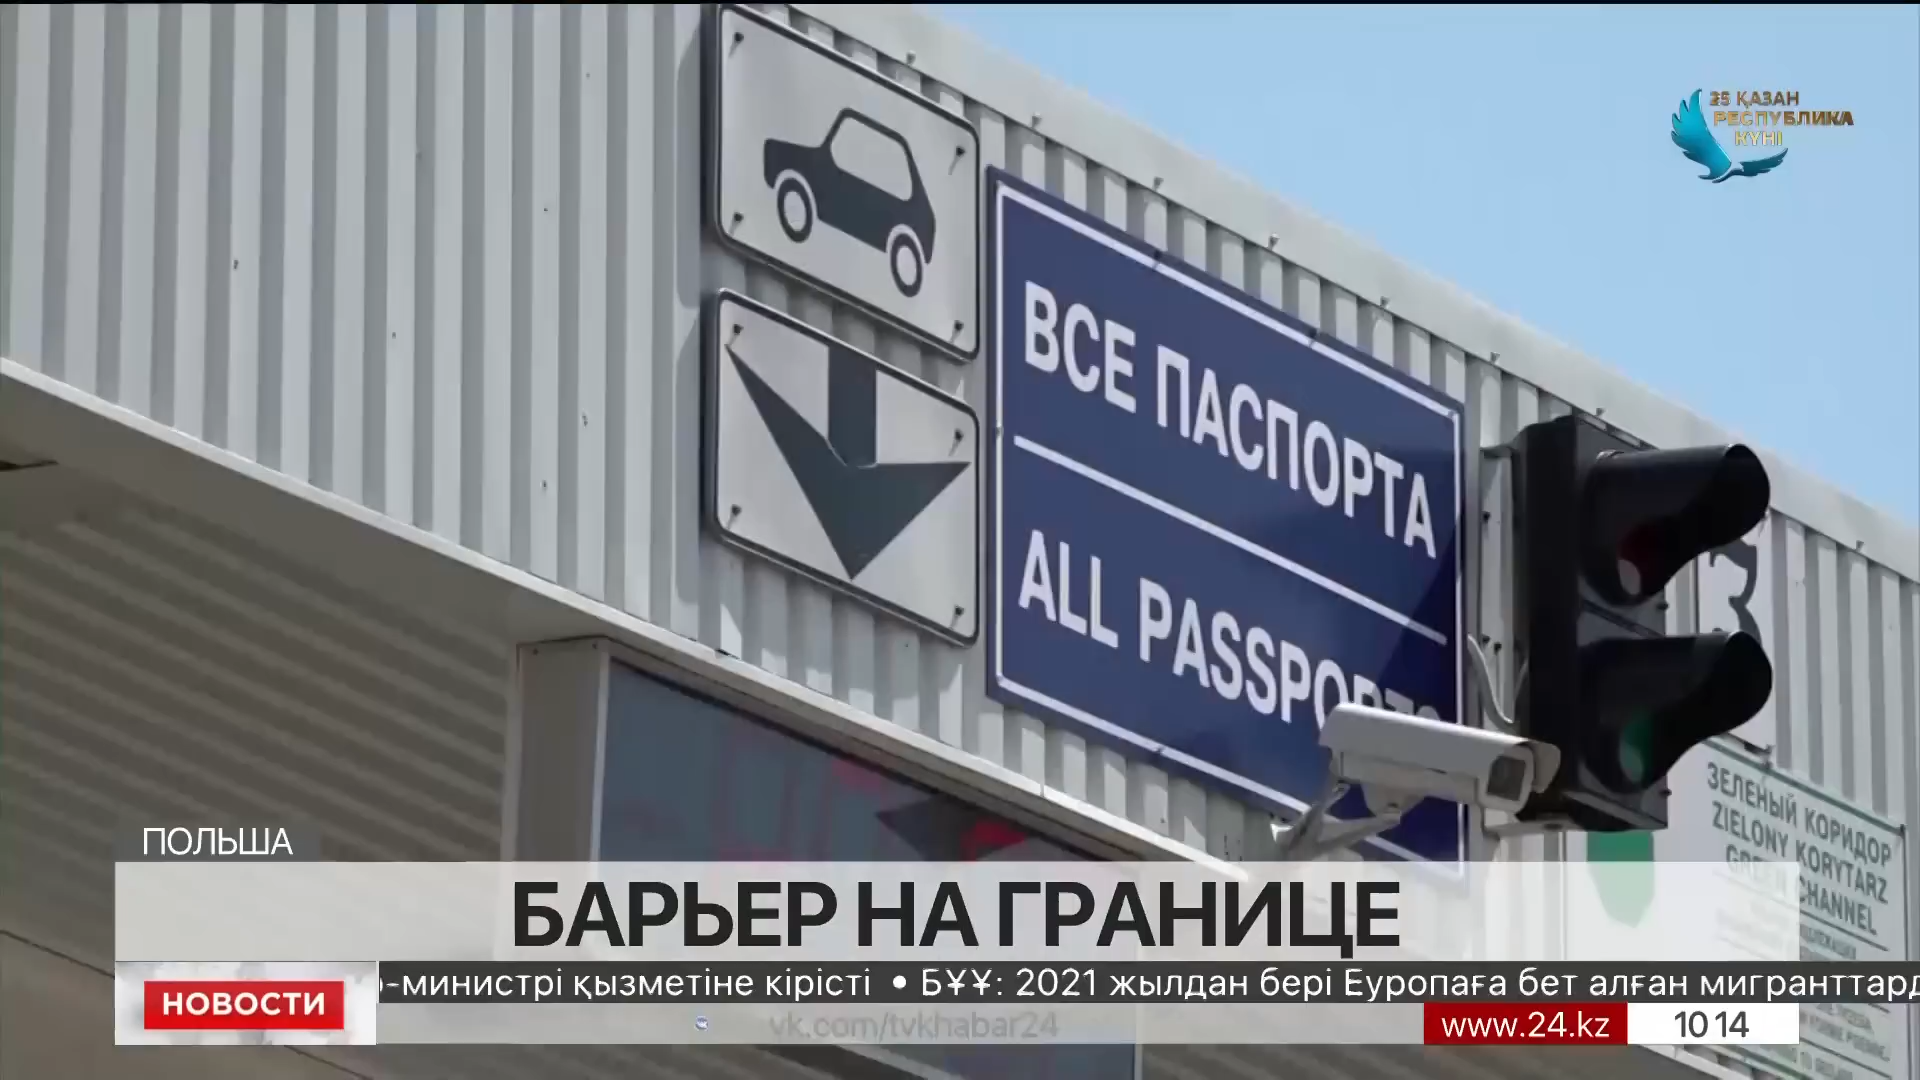 25 ҚАЗАН
РЕСПУБЛИКА
КҮНІ
ВСЕ ПАСПОРТА
ALL PASSPORTS
ЗЕЛЕНЫЙ КОРИДОР
ZIELONY KORYTARZ
GREEN CHANNEL
ПОЛЬША
БАРЬЕР НА ГРАНИЦЕ
-министрі қызметіне кірісті • БҰҰ: 2021 жылдан бері Еуропаға бет алған мигранттард
НОВОСТИ
vk.com/tvkhabar24
www.24.kz
10 14